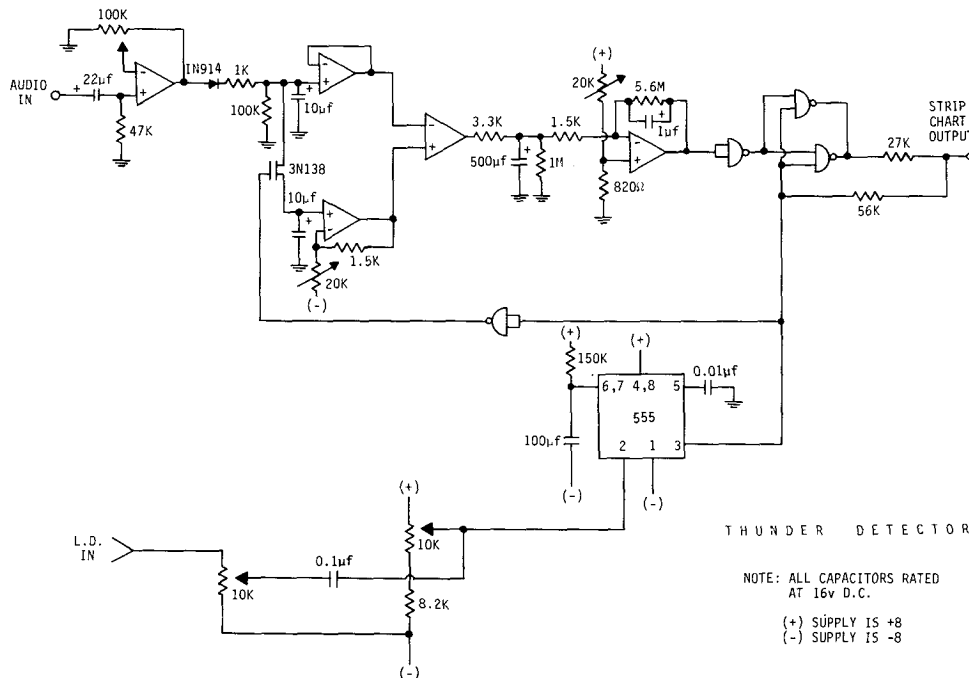 100K
AUDIO
IN
+ 22µf
-
+
47K
IN914
1K
100K
-
+
+
10µf
3N138
10µf
+
+
-
1.5K
20K
(-)
-
+
3.3K
500µf
+
1M
1.5K
(+)
20K
820Ω
5.6M
+
1µf
-
+
STRIP
CHART
OUTPUT
27K
56K
(+)
150K
100µf
(-)
(+)
6,7 4,8 5
555
2 1 3
0.01µf
(-)
L.D.
IN
10K
0.1µf
(+)
10K
8.2K
(-)
THUNDER DETECTOR
NOTE: ALL CAPACITORS RATED
AT 16v D.C.
(+) SUPPLY IS +8
(-) SUPPLY IS -8